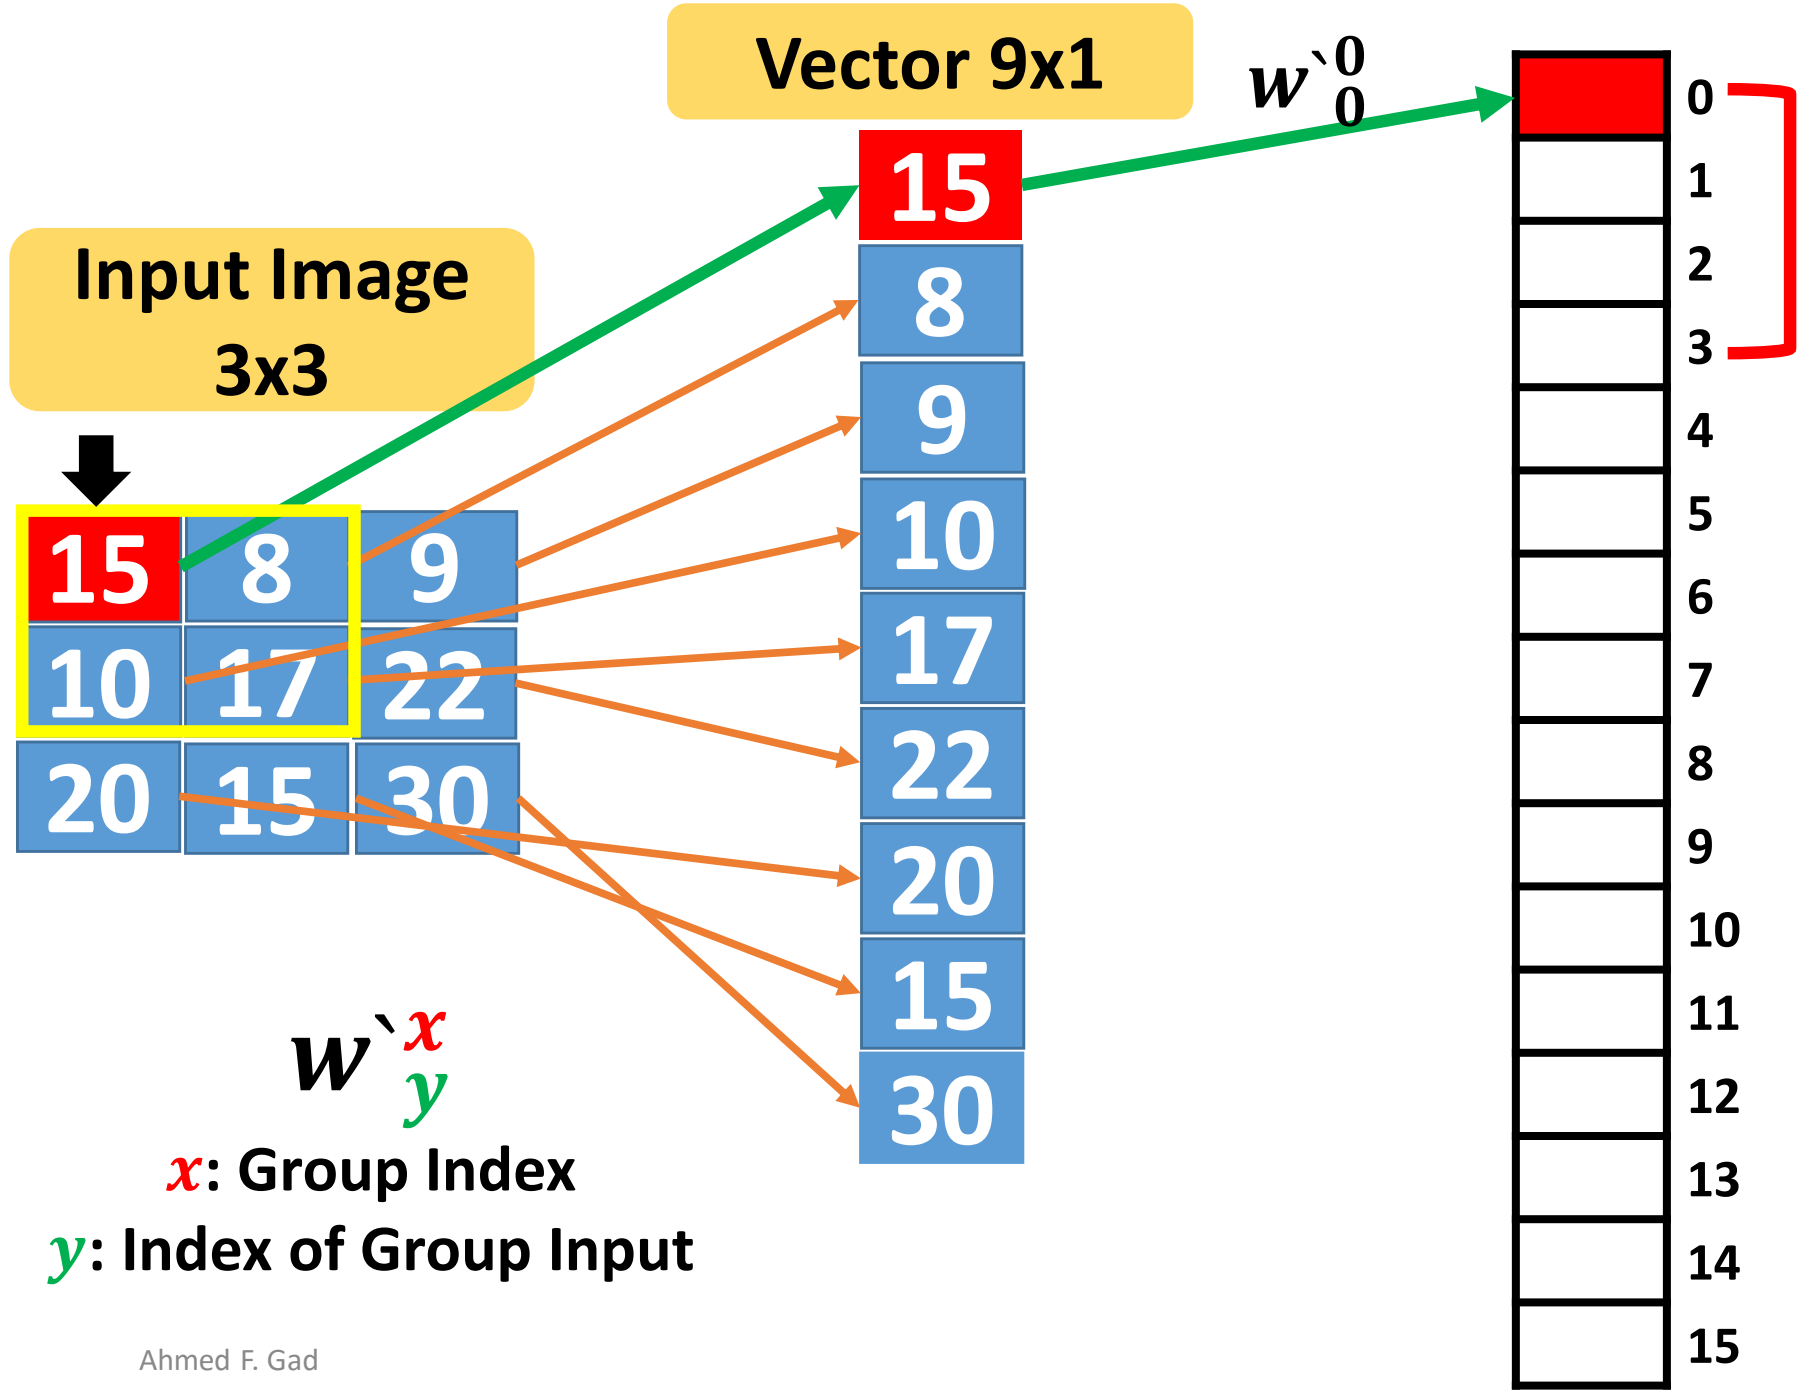 Vector 9x1
w`⁰₀
Input Image
3x3
15 8 9
10 17 22
20 15 30
15
8
9
10
17
22
20
15
30
0
1
2
3
4
5
6
7
8
9
10
11
12
13
14
15
w`ˣᵧ
x: Group Index
y: Index of Group Input
Ahmed F. Gad